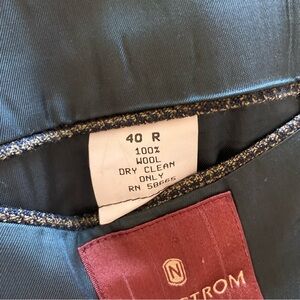 40 R
100%
WOOL
DRY CLEAN
ONLY
RN 58665
N
STROM